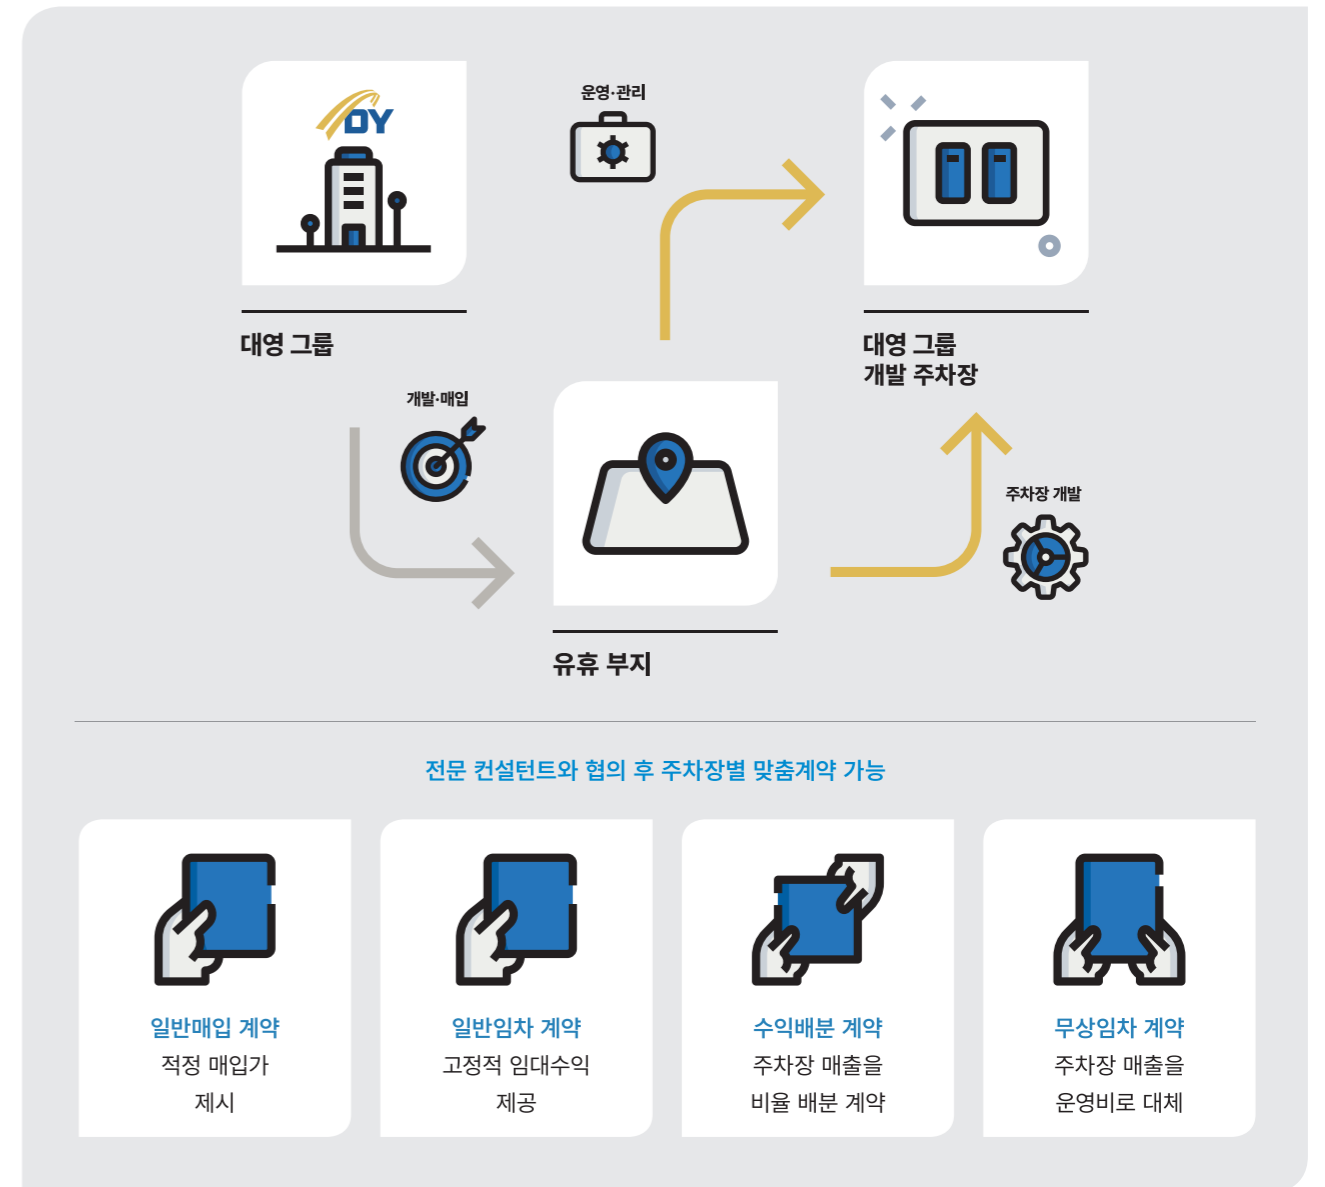 DY
운영·관리
대영 그룹
대영 그룹
개발 주차장
개발·매입
주차장 개발
유휴 부지
전문 컨설턴트와 협의 후 주차장별 맞춤계약 가능
일반매입 계약
적정 매입가
제시
일반임차 계약
고정적 임대수익
제공
수익배분 계약
주차장 매출을
비율 배분 계약
무상임차 계약
주차장 매출을
운영비로 대체